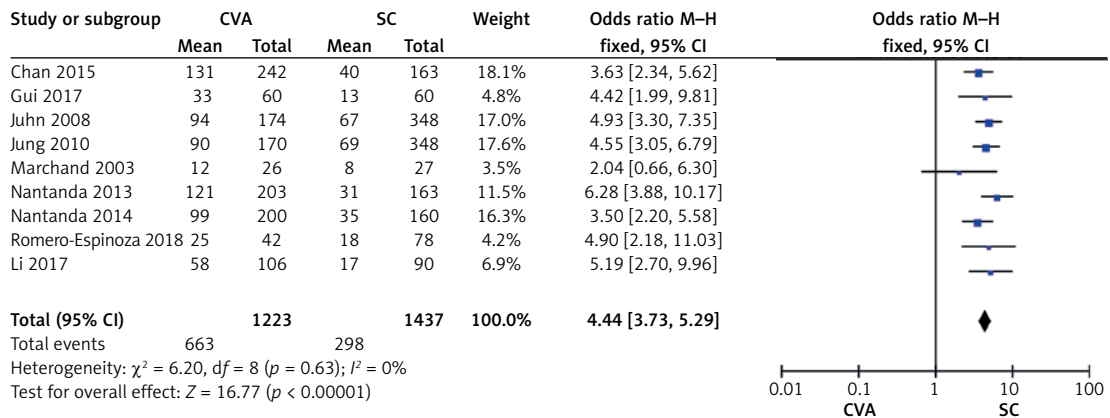 Study or subgroup CVA SC Weight Odds ratio M–H Odds ratio M–H
Mean Total Mean Total fixed, 95% CI fixed, 95% CI
Chan 2015 131 242 40 163 18.1% 3.63 [2.34, 5.62]
Gui 2017 33 60 13 60 4.8% 4.42 [1.99, 9.81]
Juhn 2008 94 174 67 348 17.0% 4.93 [3.30, 7.35]
Jung 2010 90 170 69 348 17.6% 4.55 [3.05, 6.79]
Marchand 2003 12 26 8 27 3.5% 2.04 [0.66, 6.30]
Nantanda 2013 121 203 31 163 11.5% 6.28 [3.88, 10.17]
Nantanda 2014 99 200 35 160 16.3% 3.50 [2.20, 5.58]
Romero-Espinoza 2018 25 42 18 78 4.2% 4.90 [2.18, 11.03]
Li 2017 58 106 17 90 6.9% 5.19 [2.70, 9.96]
Total (95% CI) 1223 1437 100.0% 4.44 [3.73, 5.29]
Total events 663 298
Heterogeneity: χ² = 6.20, df = 8 (p = 0.63); I² = 0%
Test for overall effect: Z = 16.77 (p < 0.00001)
0.01 0.1 1 10 100
CVA SC